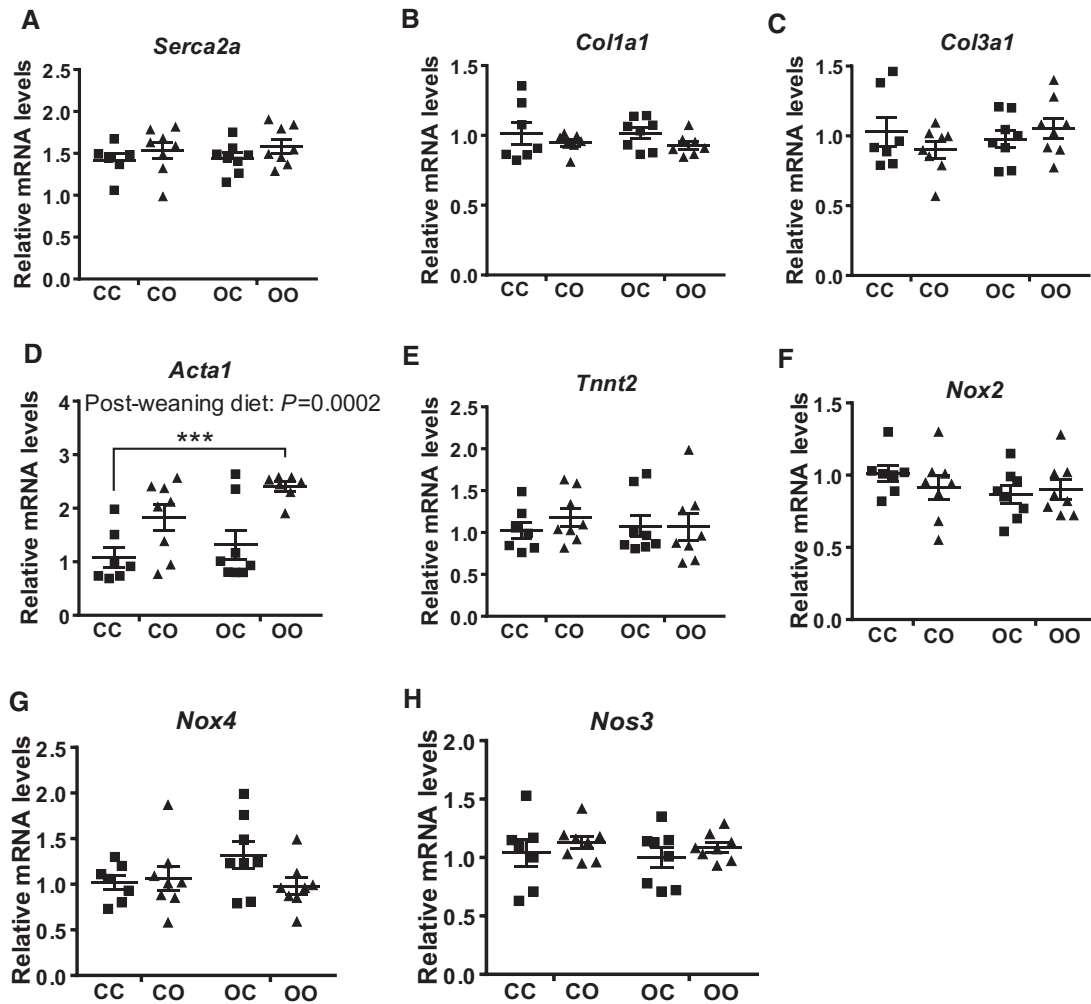 A
Serca2a
Relative mRNA levels
2.5
2.0
1.5
1.0
0.5
0.0
CC CO OC OO
B
Col1a1
Relative mRNA levels
1.5
1.0
0.5
0.0
CC CO OC OO
C
Col3a1
Relative mRNA levels
1.5
1.0
0.5
0.0
CC CO OC OO
D
Acta1
Post-weaning diet: P=0.0002
***
Relative mRNA levels
4
3
2
1
0
CC CO OC OO
E
Tnnt2
Relative mRNA levels
2.5
2.0
1.5
1.0
0.5
0.0
CC CO OC OO
F
Nox2
Relative mRNA levels
1.5
1.0
0.5
0.0
CC CO OC OO
G
Nox4
Relative mRNA levels
2.5
2.0
1.5
1.0
0.5
0.0
CC CO OC OO
H
Nos3
Relative mRNA levels
2.0
1.5
1.0
0.5
0.0
CC CO OC OO